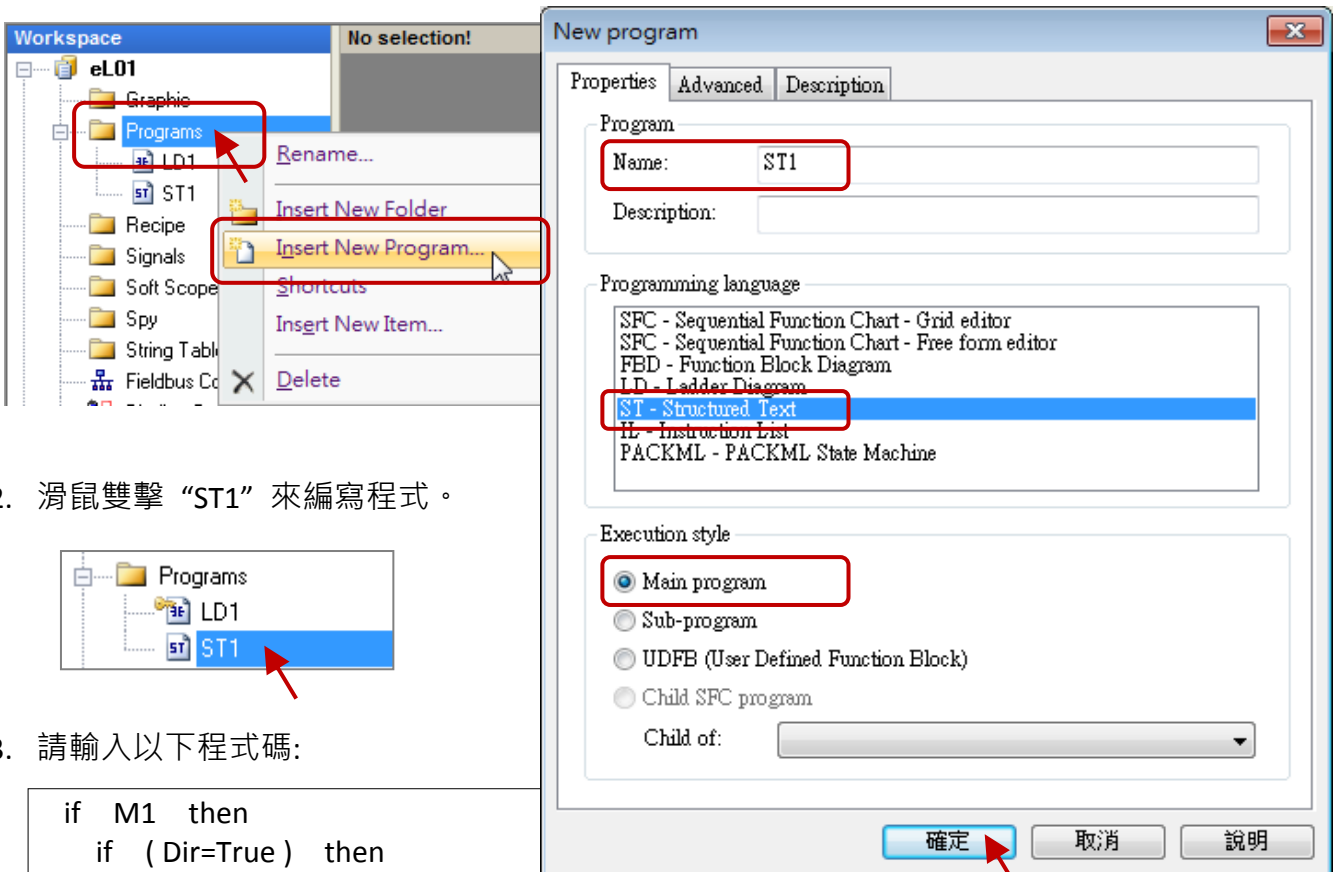 Workspace
No selection!
eL01
Graphic
Programs
LD1
ST1
Recipe
Signals
Soft Scope
Spy
String Tabl
Fieldbus Co
Rename...
Insert New Folder
Insert New Program...
Shortcuts
Insert New Item...
Delete
2. 滑鼠雙擊 “ST1” 來編寫程式。
Programs
LD1
ST1
3. 請輸入以下程式碼:
if M1 then
if ( Dir=True ) then
New program
Properties Advanced Description
Program
Name: ST1
Description:
Programming language
SFC - Sequential Function Chart - Grid editor
SFC - Sequential Function Chart - Free form editor
FBD - Function Block Diagram
LD - Ladder Diagram
ST - Structured Text
IL - Instruction List
PACKML - PACKML State Machine
Execution style
Main program
Sub-program
UDFB (User Defined Function Block)
Child SFC program
Child of:
確定 取消 說明